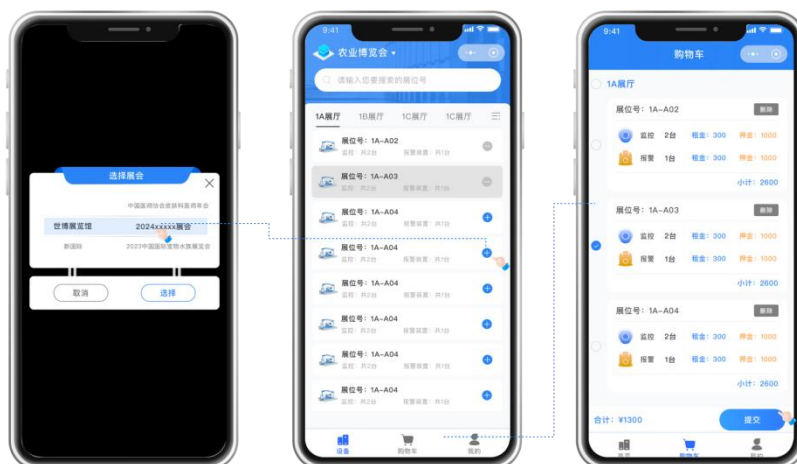 选择展会
中国医师协会皮肤科医师年会
世博展览馆 2024xxxxx展会
新国际 2023中国国际宠物水族展览会
取消 选择
9:41
农业博览会
请输入您要搜索的展位号
1A展厅 1B展厅 1C展厅 1C展厅
展位号：1A-A02
监控：共2台 报警装置：共1台
展位号：1A-A03
监控：共2台 报警装置：共1台
展位号：1A-A04
监控：共2台 报警装置：共1台
展位号：1A-A04
监控：共2台 报警装置：共1台
展位号：1A-A04
监控：共2台 报警装置：共1台
展位号：1A-A04
监控：共2台 报警装置：共1台
展位号：1A-A04
监控：共2台 报警装置：共1台
展位号：1A-A04
监控：共2台 报警装置：共1台
设备 购物车 我的
9:41
购物车
1A展厅
展位号：1A-A02 删除
监控 2台 租金：300 押金：1000
报警 1台 租金：300 押金：1000
小计：2600
展位号：1A-A03 删除
监控 2台 租金：300 押金：1000
报警 1台 租金：300 押金：1000
小计：2600
展位号：1A-A04 删除
监控 2台 租金：300 押金：1000
报警 1台 租金：300 押金：1000
小计：2600
合计：¥1300 提交
购物车 我的